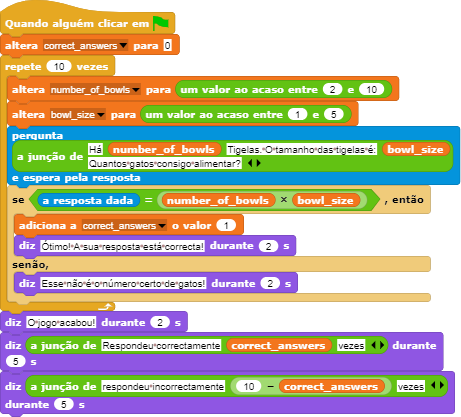 Quando alguém clicar em
altera correct_answers para 0
repete 10 vezes
altera number_of_bowls para um valor ao acaso entre 2 e 10
altera bowl_size para um valor ao acaso entre 1 e 5
pergunta
a junção de Há number_of_bowls Tigelas. O tamanho das tigelas é: bowl_size
Quantos gatos consigo alimentar?
e espera pela resposta
se a resposta dada = number_of_bowls × bowl_size , então
adiciona a correct_answers o valor 1
diz Ótimo! A sua resposta está correcta! durante 2 s
senão,
diz Esse não é o número certo de gatos! durante 2 s
diz O jogo acabou! durante 2 s
diz a junção de Respondeu correctamente correct_answers vezes durante
5 s
diz a junção de respondeu incorrectamente 10 − correct_answers vezes
durante 5 s